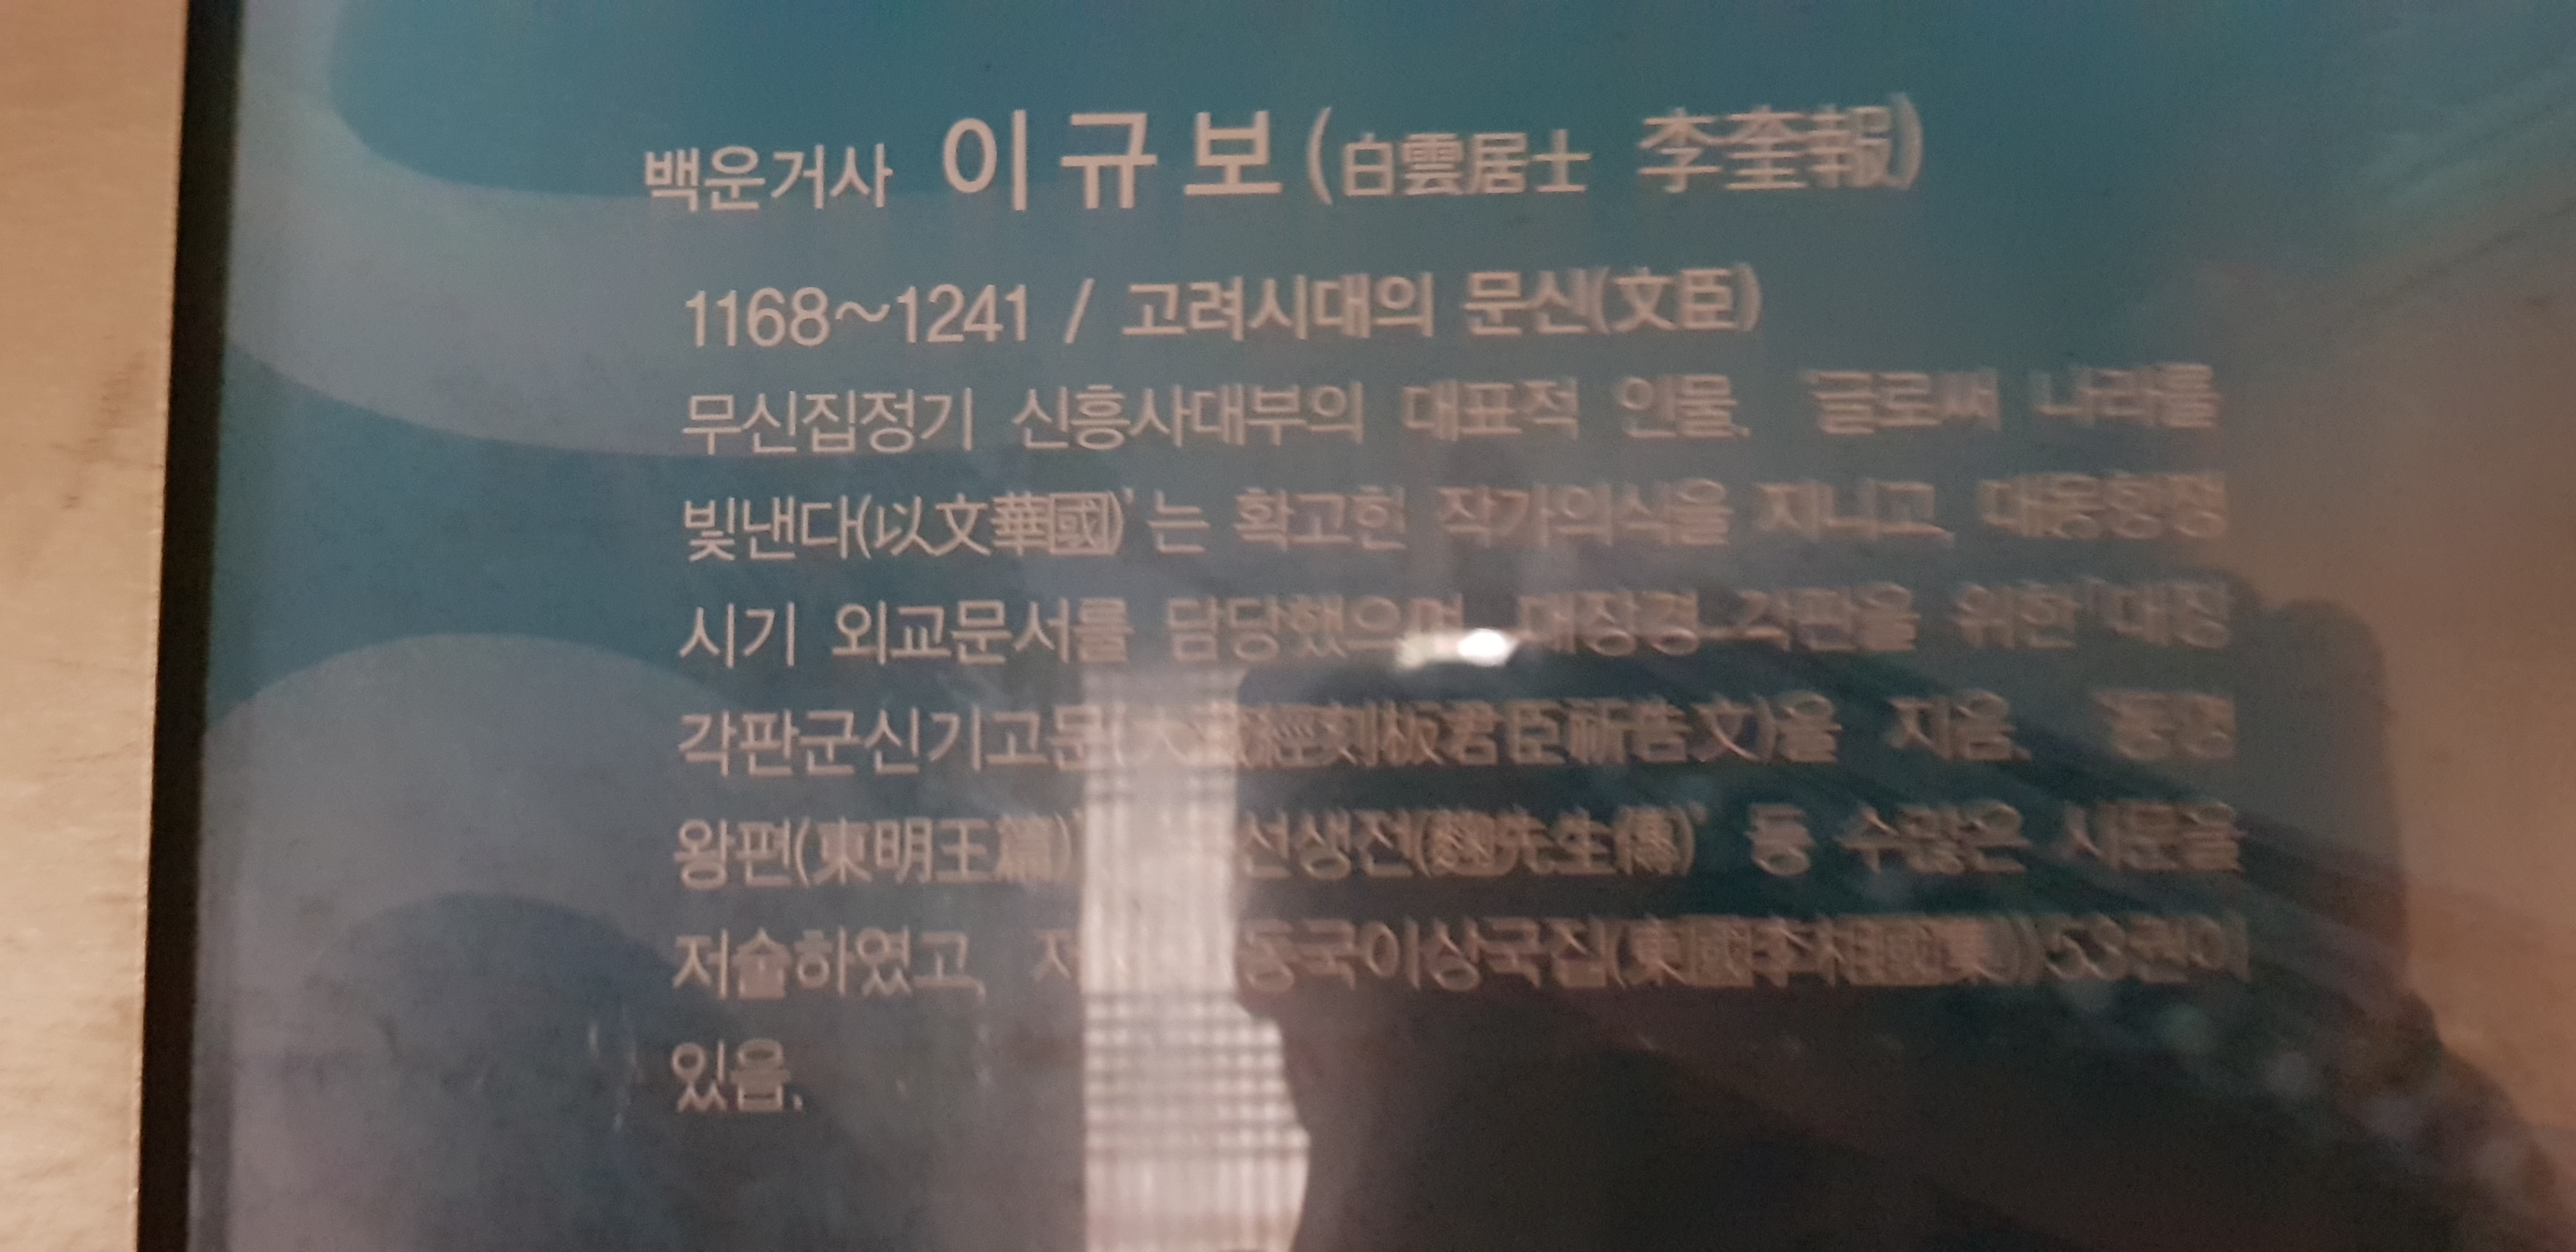 백운거사 이규보(白雲居士 李奎報)
1168~1241 / 고려시대의 문신(文臣)
무신집정기 신흥사대부의 대표적 인물. '글로써 나라를
빛낸다(以文華國)'는 확고한 작가의식을 지니고, 대몽항쟁
시기 외교문서를 담당했으며, 대장경 각판을 위한 '대장
각판군신기고문(大藏經刻板君臣祈告文)을 지음. '동명
왕편(東明王篇)' 선생전(麴先生傳)' 등 수많은 시문을
저술하였고, 동국이상국집(東國李相國集))53권이
있음.